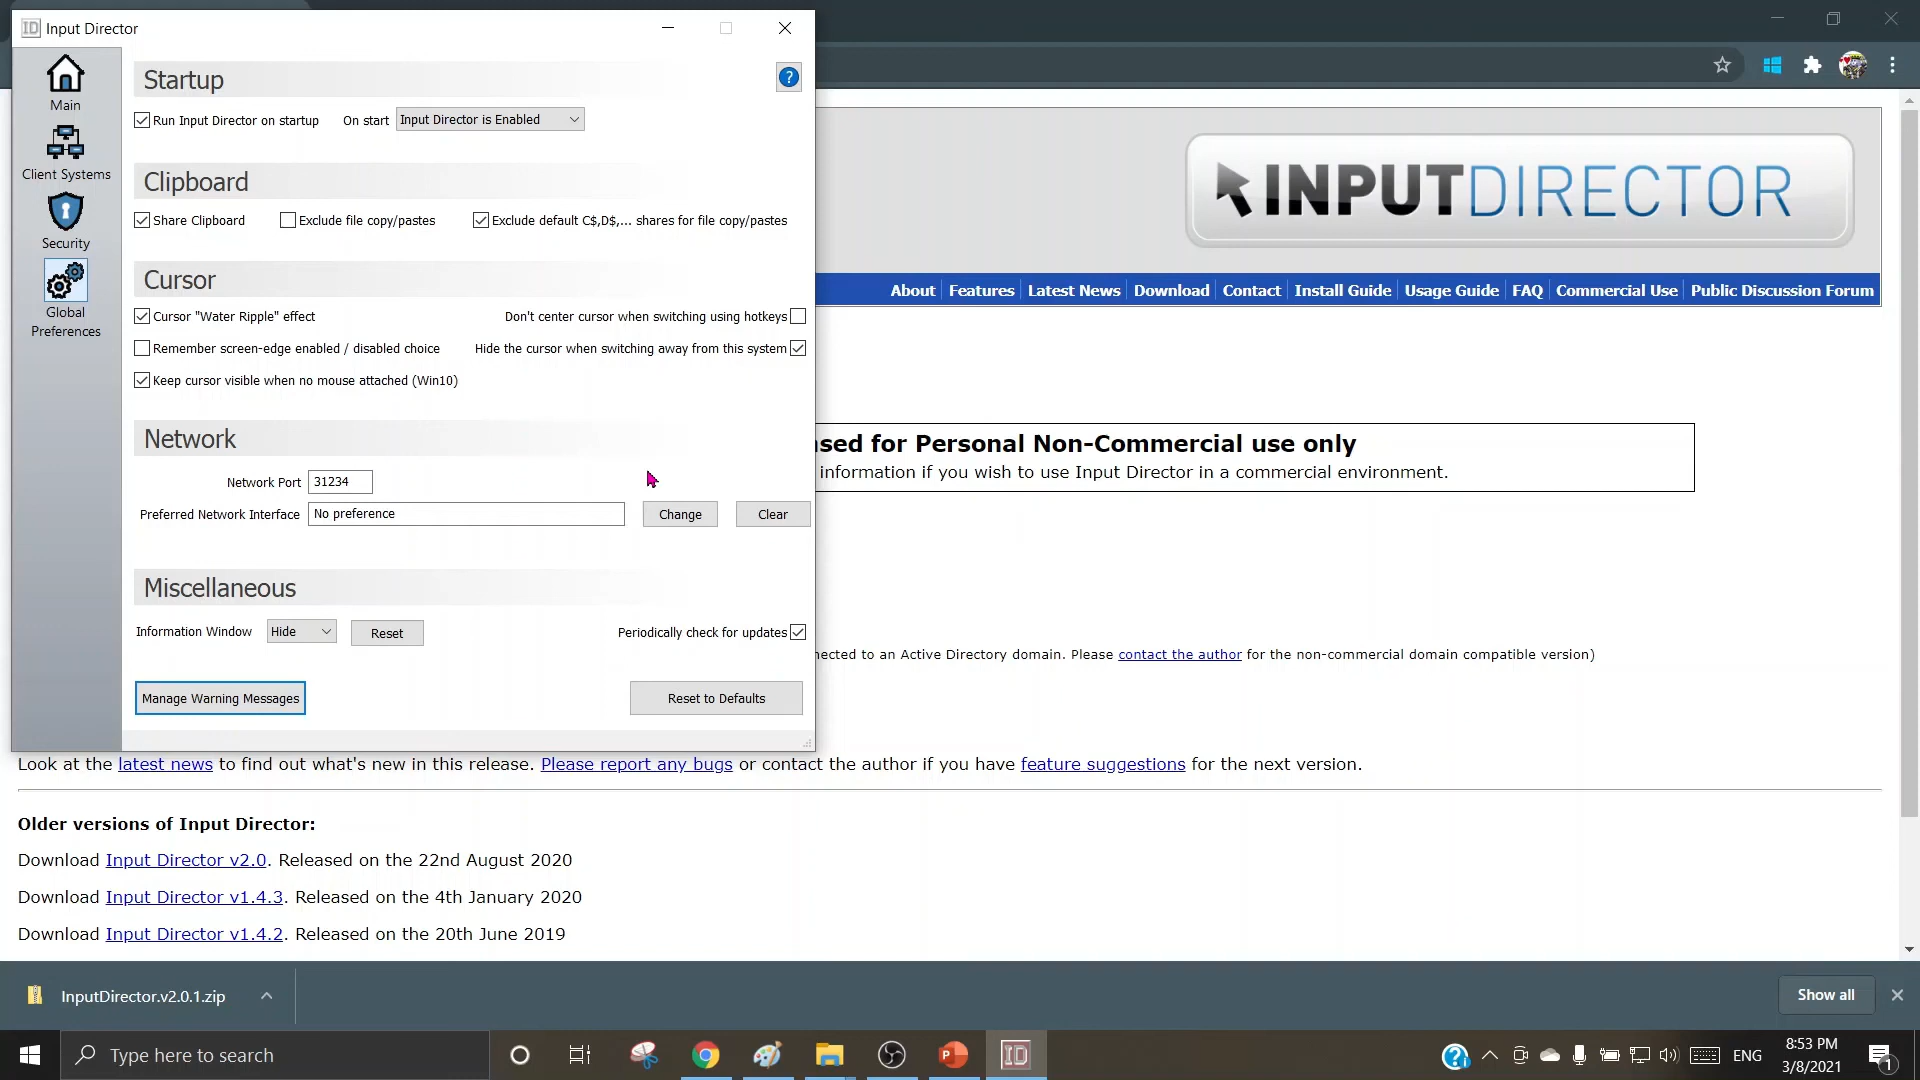 ID Input Director
Main
Client Systems
Security
Global
Preferences
Startup
?
Run Input Director on startup On start Input Director is Enabled
Clipboard
Share Clipboard Exclude file copy/pastes Exclude default C$,D$,... shares for file copy/pastes
Cursor
Cursor "Water Ripple" effect Don't center cursor when switching using hotkeys
Remember screen-edge enabled / disabled choice Hide the cursor when switching away from this system
Keep cursor visible when no mouse attached (Win10)
Network
Network Port 31234
Preferred Network Interface No preference Change Clear
Miscellaneous
Information Window Hide Reset Periodically check for updates
Manage Warning Messages Reset to Defaults
INPUTDIRECTOR
About Features Latest News Download Contact Install Guide Usage Guide FAQ Commercial Use Public Discussion Forum
for Personal Non-Commercial use only
information if you wish to use Input Director in a commercial environment.
to an Active Directory domain. Please contact the author for the non-commercial domain compatible version)
Look at the latest news to find out what's new in this release. Please report any bugs or contact the author if you have feature suggestions for the next version.
Older versions of Input Director:
Download Input Director v2.0. Released on the 22nd August 2020
Download Input Director v1.4.3. Released on the 4th January 2020
Download Input Director v1.4.2. Released on the 20th June 2019
InputDirector.v2.0.1.zip Show all
Type here to search P ID ENG 8:53 PM
3/8/2021 1